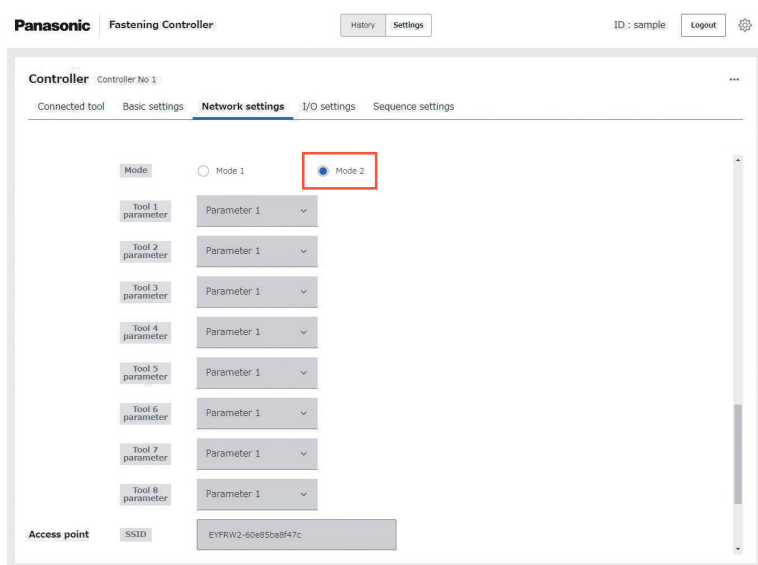 Panasonic Fastening Controller History Settings ID : sample Logout
Controller Controller No 1 ...
Connected tool Basic settings Network settings I/O settings Sequence settings
Mode Mode 1 Mode 2
Tool 1
parameter Parameter 1
Tool 2
parameter Parameter 1
Tool 3
parameter Parameter 1
Tool 4
parameter Parameter 1
Tool 5
parameter Parameter 1
Tool 6
parameter Parameter 1
Tool 7
parameter Parameter 1
Tool 8
parameter Parameter 1
Access point SSID EYFRW2-60e85ba8f47c